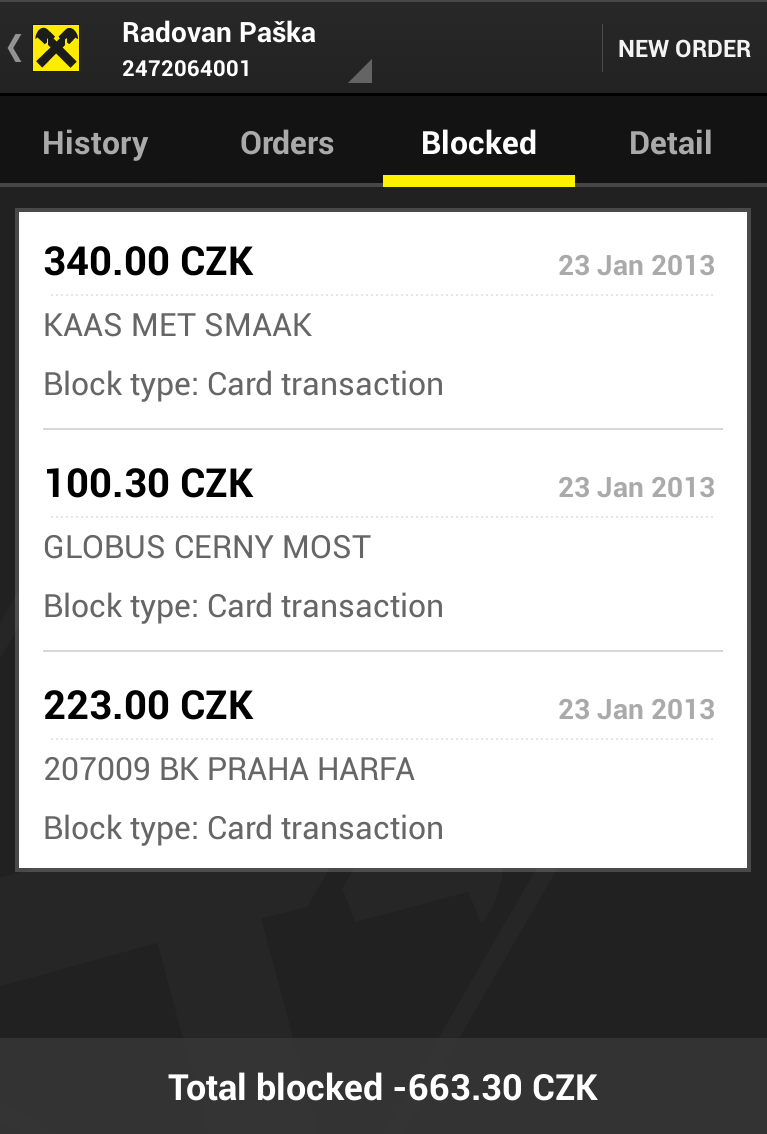 Radovan Paška
2472064001
NEW ORDER
History
Orders
Blocked
Detail
340.00 CZK
23 Jan 2013
KAAS MET SMAAK
Block type: Card transaction
100.30 CZK
23 Jan 2013
GLOBUS CERNY MOST
Block type: Card transaction
223.00 CZK
23 Jan 2013
207009 BK PRAHA HARFA
Block type: Card transaction
Total blocked -663.30 CZK